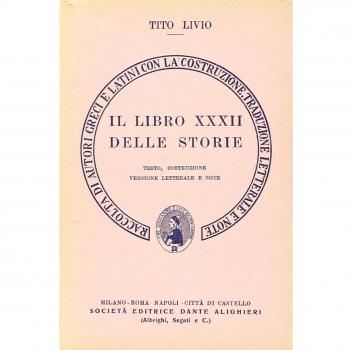 TITO LIVIO
RACCOLTA DI AUTORI GRECI E LATINI CON LA COSTRUZIONE, TRADUZIONE LETTERALE E NOTE
IL LIBRO XXXII
DELLE STORIE
TESTO, COSTRUZIONE
VERSIONE LETTERALE E NOTE
MILANO-ROMA-NAPOLI-CITTÀ DI CASTELLO
SOCIETÀ EDITRICE DANTE ALIGHIERI
(Albrighi, Segati e C.)